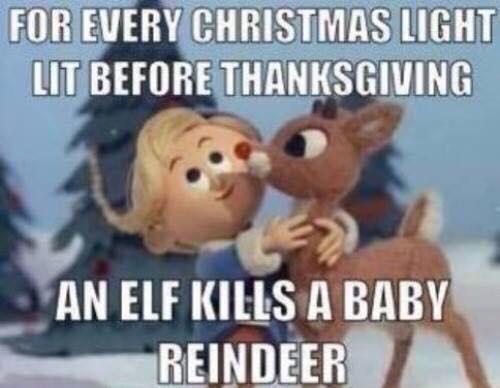 FOR EVERY CHRISTMAS LIGHT
LIT BEFORE THANKSGIVING
AN ELF KILLS A BABY
REINDEER